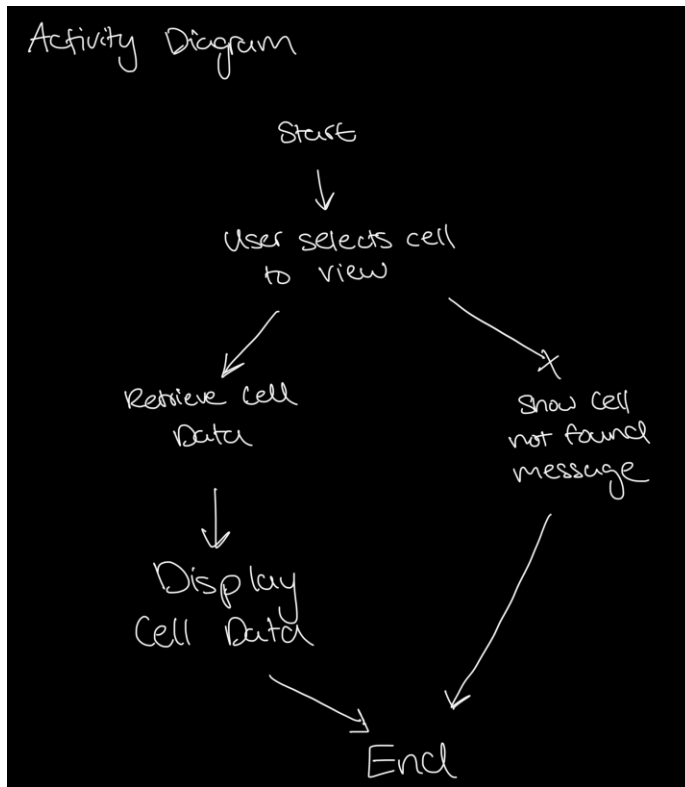 Activity Diagram
Start
User selects cell
to view
Retrieve Cell
Data
Show Cell
not found
message
Display
Cell Data
End